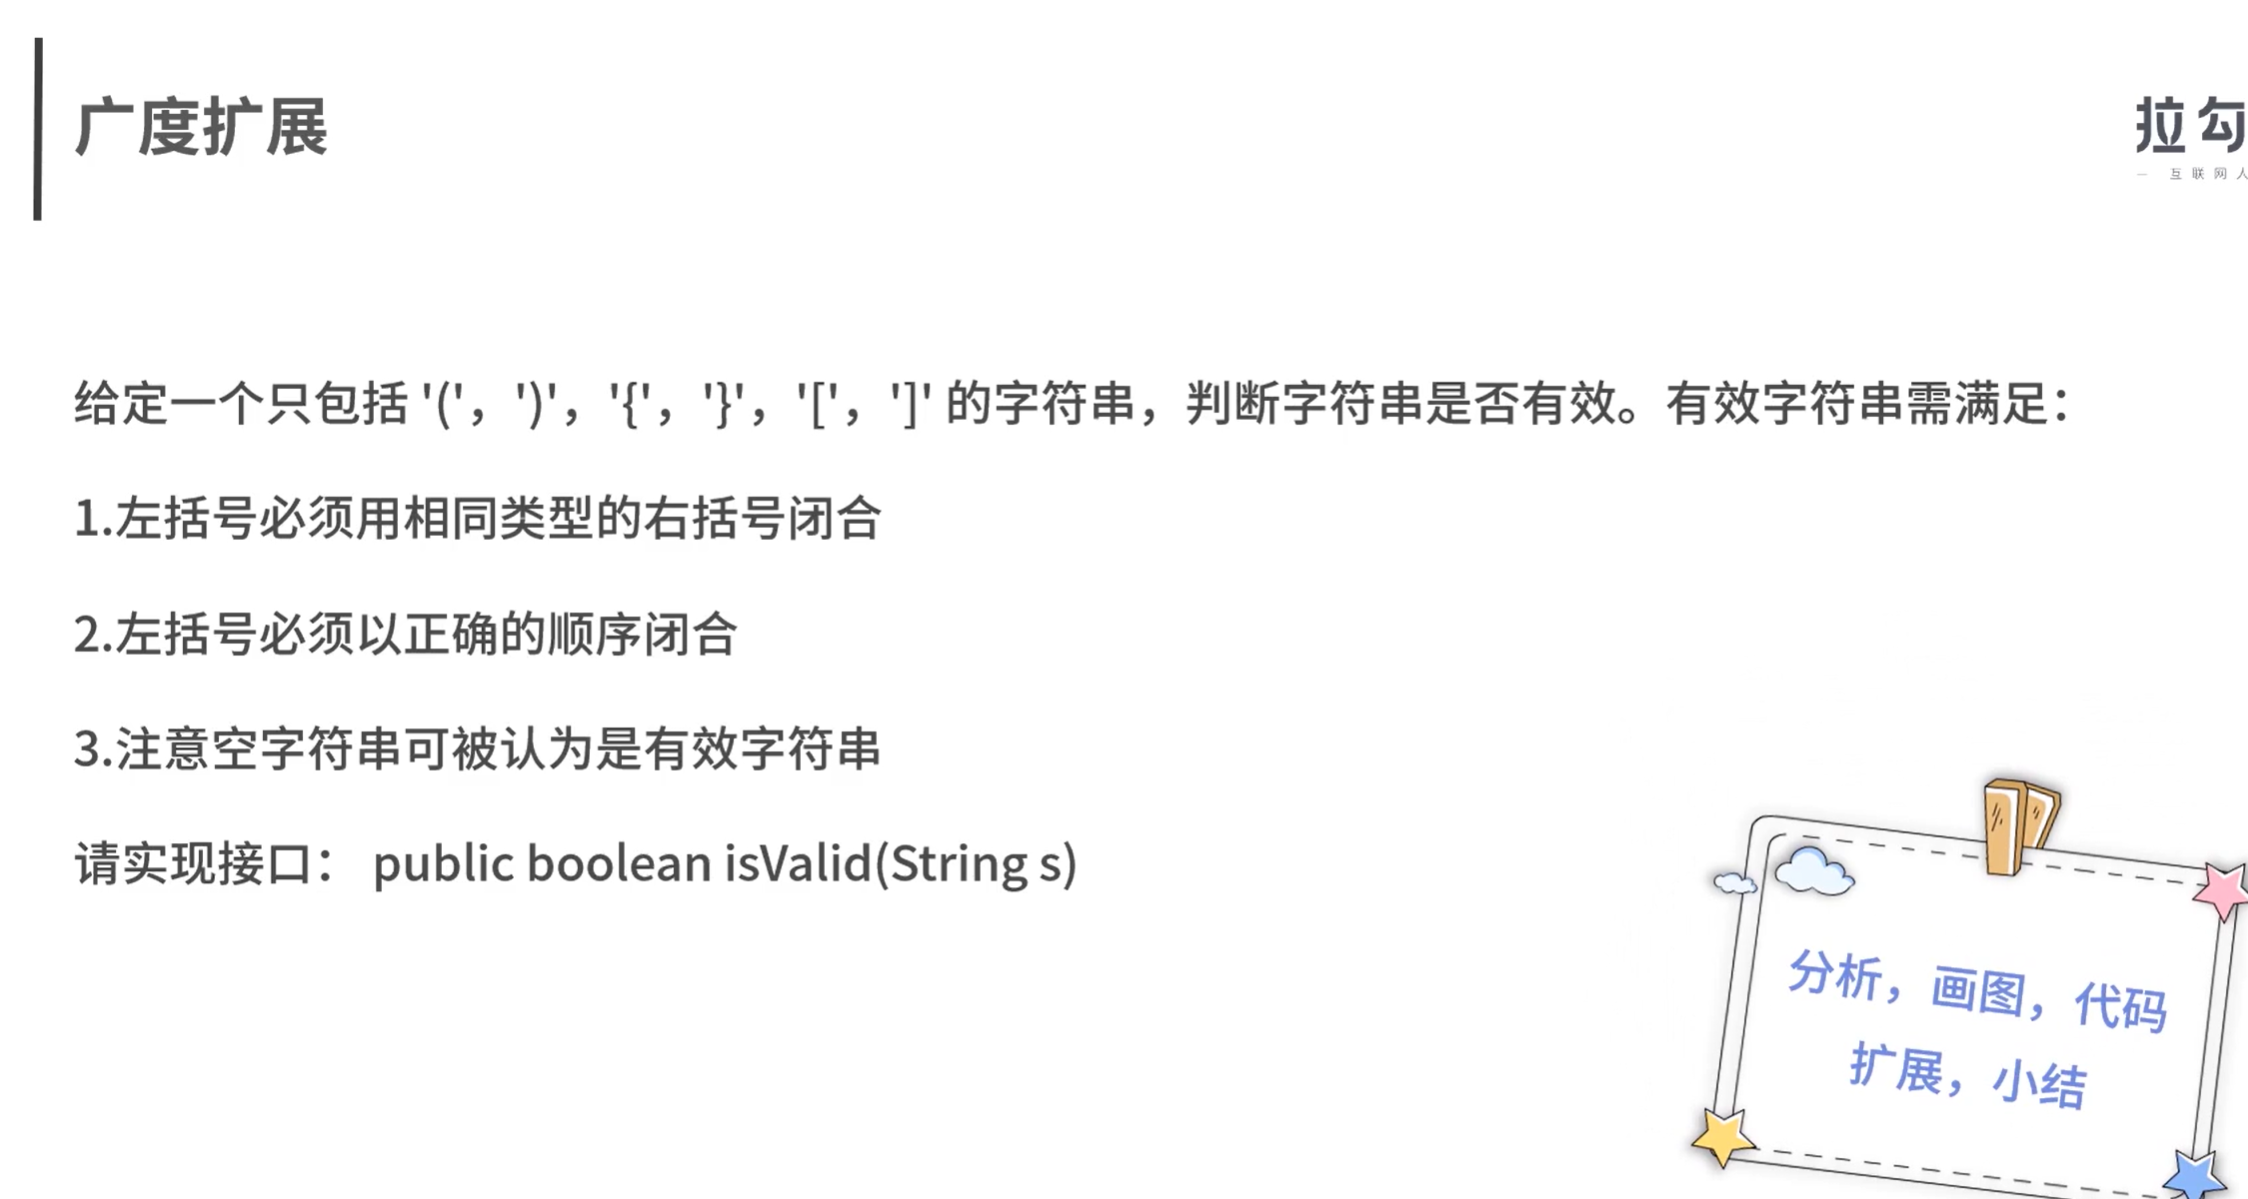 广度扩展
拉勾
— 互联网人
给定一个只包括 '('，')'，'{'，'}'，'['，']' 的字符串，判断字符串是否有效。有效字符串需满足：
1.左括号必须用相同类型的右括号闭合
2.左括号必须以正确的顺序闭合
3.注意空字符串可被认为是有效字符串
请实现接口： public boolean isValid(String s)
分析，画图，代码
扩展，小结